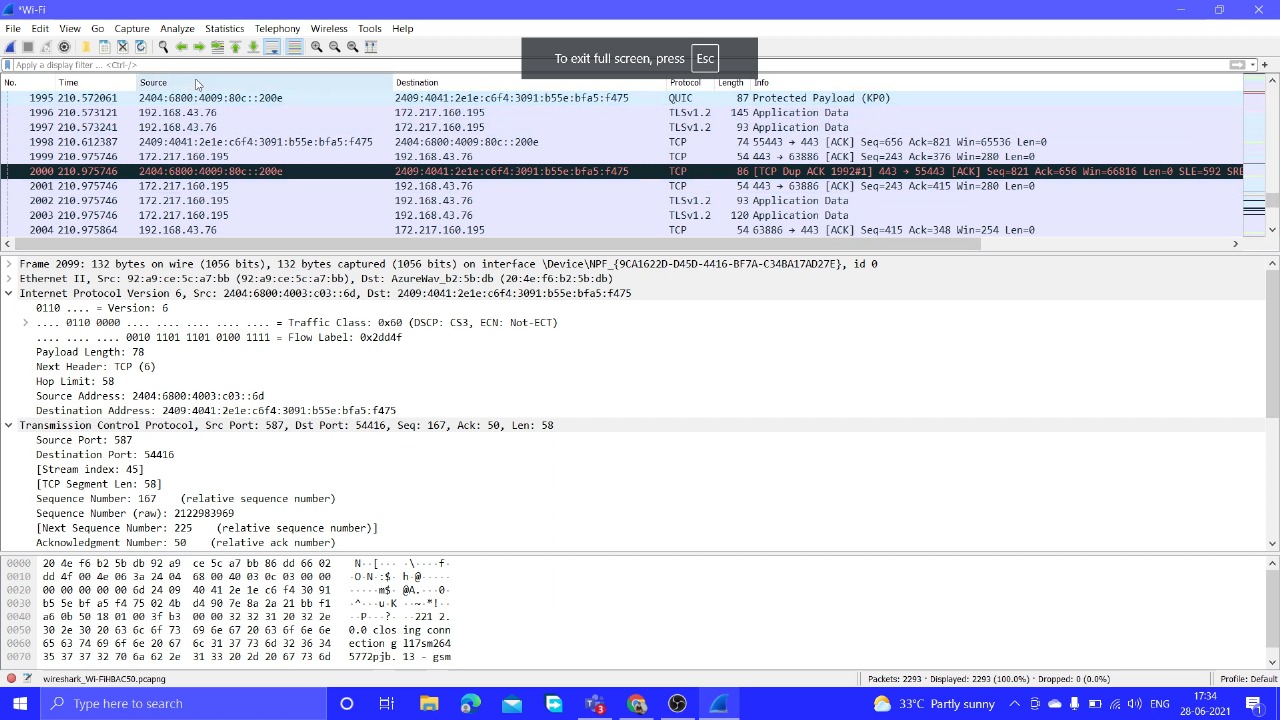 *Wi-Fi
File Edit View Go Capture Analyze Statistics Telephony Wireless Tools Help
To exit full screen, press Esc
Apply a display filter ... <Ctrl-/>
No. Time Source Destination Protocol Length Info
1995 210.572061 2404:6800:4009:80c::200e 2409:4041:2e1e:c6f4:3091:b55e:bfa5:f475 QUIC 87 Protected Payload (KP0)
1996 210.573121 192.168.43.76 172.217.160.195 TLSv1.2 145 Application Data
1997 210.573241 192.168.43.76 172.217.160.195 TLSv1.2 93 Application Data
1998 210.612387 2409:4041:2e1e:c6f4:3091:b55e:bfa5:f475 2404:6800:4009:80c::200e TCP 74 55443 → 443 [ACK] Seq=656 Ack=821 Win=65536 Len=0
1999 210.975746 172.217.160.195 192.168.43.76 TCP 54 443 → 63886 [ACK] Seq=243 Ack=376 Win=280 Len=0
2000 210.975746 2404:6800:4009:80c::200e 2409:4041:2e1e:c6f4:3091:b55e:bfa5:f475 TCP 86 [TCP Dup ACK 1992#1] 443 → 55443 [ACK] Seq=821 Ack=656 Win=66816 Len=0 SLE=592 SRE
2001 210.975746 172.217.160.195 192.168.43.76 TCP 54 443 → 63886 [ACK] Seq=243 Ack=415 Win=280 Len=0
2002 210.975746 172.217.160.195 192.168.43.76 TLSv1.2 93 Application Data
2003 210.975746 172.217.160.195 192.168.43.76 TLSv1.2 120 Application Data
2004 210.975864 192.168.43.76 172.217.160.195 TCP 54 63886 → 443 [ACK] Seq=415 Ack=348 Win=254 Len=0
Frame 2099: 132 bytes on wire (1056 bits), 132 bytes captured (1056 bits) on interface \Device\NPF_{9CA1622D-D45D-4416-BF7A-C34BA17AD27E}, id 0
Ethernet II, Src: 92:a9:ce:5c:a7:bb (92:a9:ce:5c:a7:bb), Dst: AzureWav_b2:5b:db (20:4e:f6:b2:5b:db)
Internet Protocol Version 6, Src: 2404:6800:4003:c03::6d, Dst: 2409:4041:2e1e:c6f4:3091:b55e:bfa5:f475
0110 .... = Version: 6
.... 0110 0000 .... .... .... .... .... = Traffic Class: 0x60 (DSCP: CS3, ECN: Not-ECT)
.... .... .... 0010 1101 1101 0100 1111 = Flow Label: 0x2dd4f
Payload Length: 78
Next Header: TCP (6)
Hop Limit: 58
Source Address: 2404:6800:4003:c03::6d
Destination Address: 2409:4041:2e1e:c6f4:3091:b55e:bfa5:f475
Transmission Control Protocol, Src Port: 587, Dst Port: 54416, Seq: 167, Ack: 50, Len: 58
Source Port: 587
Destination Port: 54416
[Stream index: 45]
[TCP Segment Len: 58]
Sequence Number: 167 (relative sequence number)
Sequence Number (raw): 2122983969
[Next Sequence Number: 225 (relative sequence number)]
Acknowledgment Number: 50 (relative ack number)
0000 20 4e f6 b2 5b db 92 a9 ce 5c a7 bb 86 dd 66 02 N··[··· ·\····f·
0010 dd 4f 00 4e 06 3a 24 04 68 00 40 03 0c 03 00 00 ·O·N·:$· h·@·····
0020 00 00 00 00 00 6d 24 09 40 41 2e 1e c6 f4 30 91 ·····m$· @A.···0·
0030 b5 5e bf a5 f4 75 02 4b d4 90 7e 8a 2a 21 bb f1 ·^···u·K ··~·*!··
0040 a6 0b 50 18 01 00 3f b3 00 00 32 32 31 20 32 2e ··P···?· ··221 2.
0050 30 2e 30 20 63 6c 6f 73 69 6e 67 20 63 6f 6e 6e 0.0 clos ing conn
0060 65 63 74 69 6f 6e 20 67 6c 31 37 73 6d 32 36 34 ection g l17sm264
0070 35 37 37 32 70 6a 62 2e 31 33 20 2d 20 67 73 6d 5772pjb. 13 - gsm
wireshark_Wi-FiHBAC50.pcapng Packets: 2293 · Displayed: 2293 (100.0%) · Dropped: 0 (0.0%) Profile: Default
Type here to search 3 33°C Partly sunny ENG 17:34
28-06-2021 1